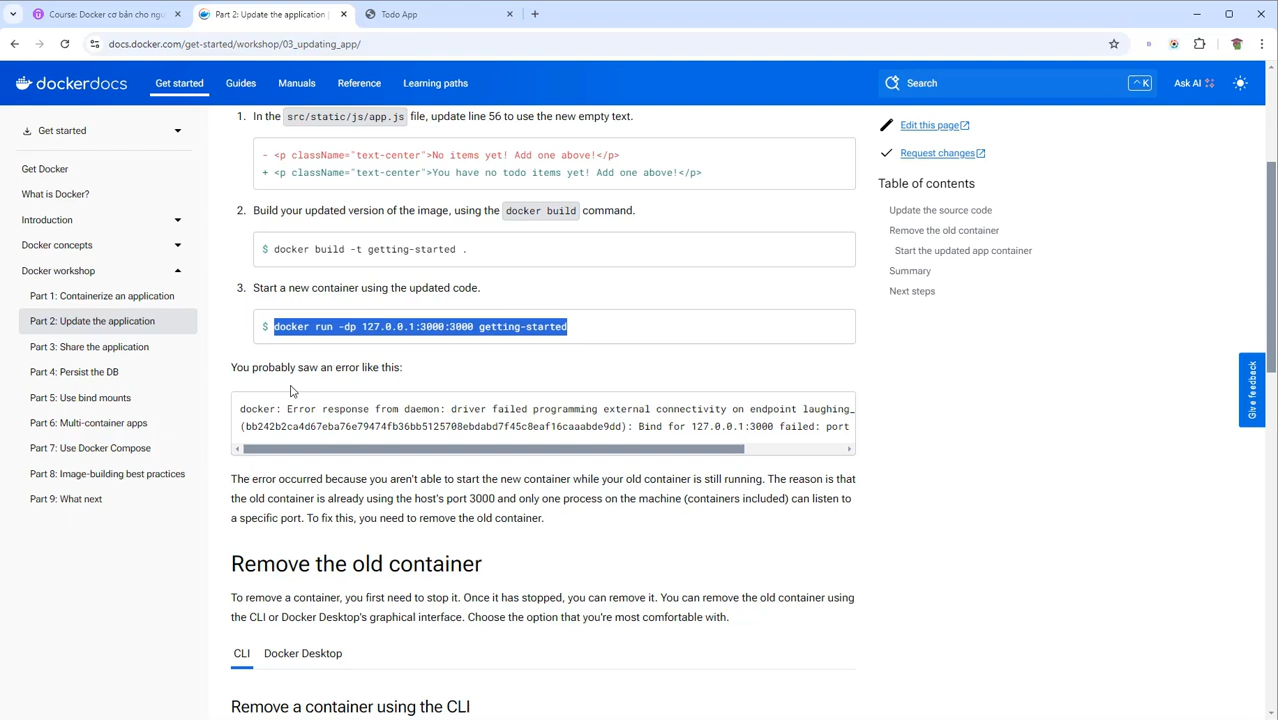 Course: Docker cơ bản cho ngư
Part 2: Update the application |
Todo App
docs.docker.com/get-started/workshop/03_updating_app/
dockerdocs
Get started
Guides
Manuals
Reference
Learning paths
Search
^ K
Ask AI
Get started
Get Docker
What is Docker?
Introduction
Docker concepts
Docker workshop
Part 1: Containerize an application
Part 2: Update the application
Part 3: Share the application
Part 4: Persist the DB
Part 5: Use bind mounts
Part 6: Multi-container apps
Part 7: Use Docker Compose
Part 8: Image-building best practices
Part 9: What next
1. In the src/static/js/app.js file, update line 56 to use the new empty text.
- <p className="text-center">No items yet! Add one above!</p>
+ <p className="text-center">You have no todo items yet! Add one above!</p>
2. Build your updated version of the image, using the docker build command.
$ docker build -t getting-started .
3. Start a new container using the updated code.
$ docker run -dp 127.0.0.1:3000:3000 getting-started
You probably saw an error like this:
docker: Error response from daemon: driver failed programming external connectivity on endpoint laughing_
(bb242b2ca4d67eba76e79474fb36bb5125708ebdabd7f45c8eaf16caaabde9dd): Bind for 127.0.0.1:3000 failed: port
The error occurred because you aren't able to start the new container while your old container is still running. The reason is that
the old container is already using the host's port 3000 and only one process on the machine (containers included) can listen to
a specific port. To fix this, you need to remove the old container.
Remove the old container
To remove a container, you first need to stop it. Once it has stopped, you can remove it. You can remove the old container using
the CLI or Docker Desktop's graphical interface. Choose the option that you're most comfortable with.
CLI
Docker Desktop
Remove a container using the CLI
Edit this page
Request changes
Table of contents
Update the source code
Remove the old container
Start the updated app container
Summary
Next steps
Give feedback